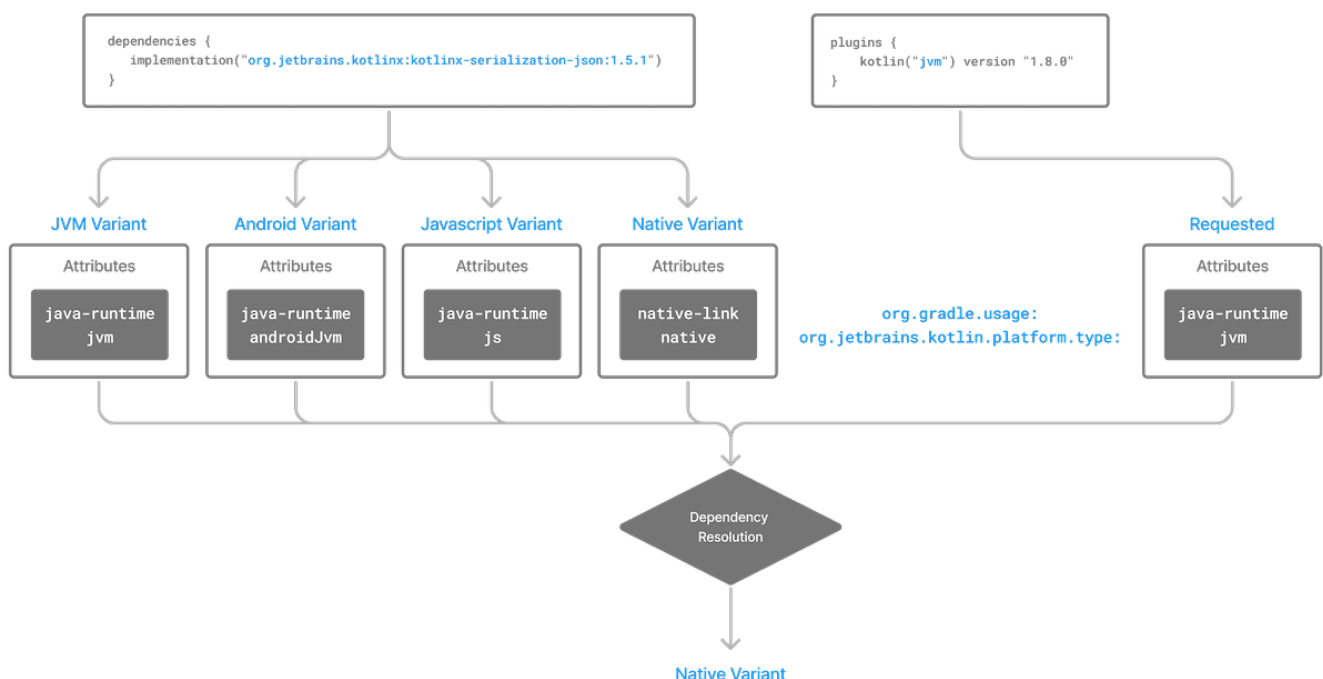 dependencies {
implementation("org.jetbrains.kotlinx:kotlinx-serialization-json:1.5.1")
}
plugins {
kotlin("jvm") version "1.8.0"
}
JVM Variant
Android Variant
Javascript Variant
Native Variant
Requested
Attributes
java-runtime
jvm
Attributes
java-runtime
androidJvm
Attributes
java-runtime
js
Attributes
native-link
native
org.gradle.usage:
org.jetbrains.kotlin.platform.type:
Attributes
java-runtime
jvm
Dependency
Resolution
Native Variant